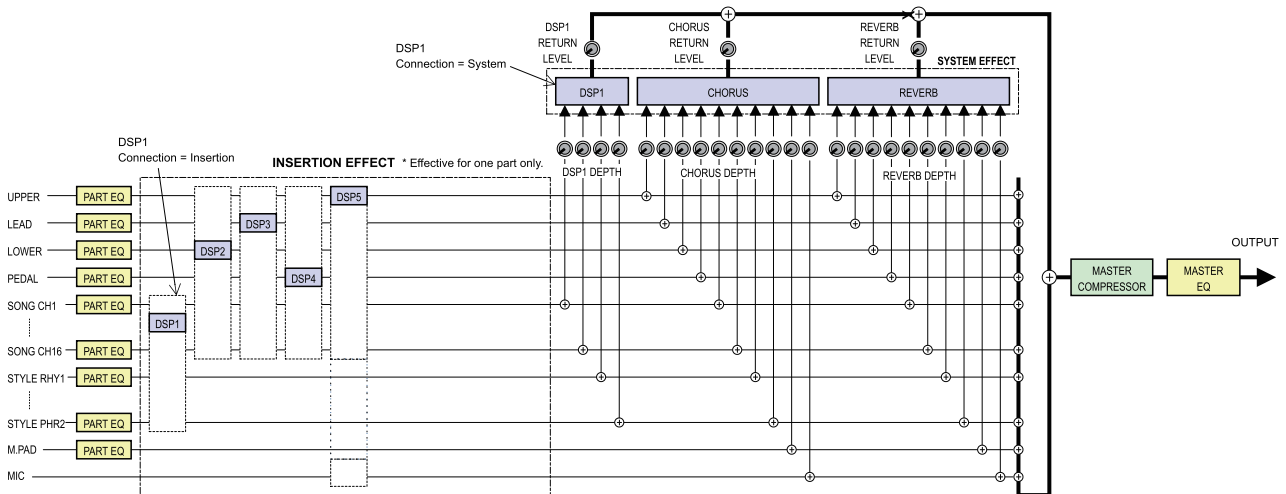 DSP1
RETURN
LEVEL
CHORUS
RETURN
LEVEL
REVERB
RETURN
LEVEL
DSP1
Connection = System
SYSTEM EFFECT
DSP1
CHORUS
REVERB
DSP1
Connection = Insertion
INSERTION EFFECT * Effective for one part only.
DSP1 DEPTH
CHORUS DEPTH
REVERB DEPTH
UPPER
PART EQ
DSP5
LEAD
PART EQ
DSP3
LOWER
PART EQ
DSP2
PEDAL
PART EQ
DSP4
SONG CH1
PART EQ
DSP1
SONG CH16
PART EQ
STYLE RHY1
PART EQ
STYLE PHR2
PART EQ
M.PAD
PART EQ
MIC
MASTER
COMPRESSOR
MASTER
EQ
OUTPUT